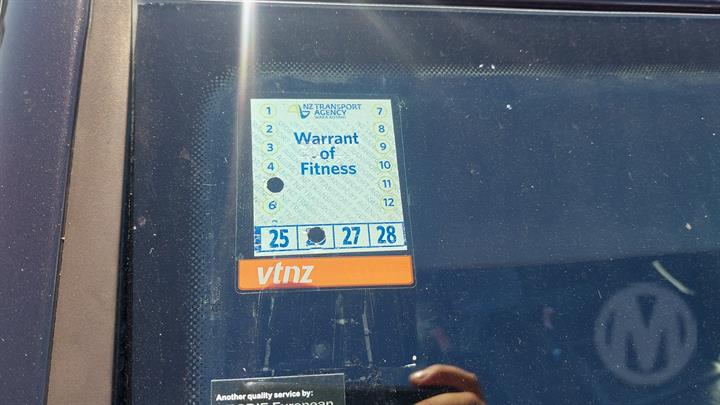 NZ TRANSPORT
AGENCY
WAKA KOTAHI
Warrant
of
Fitness
1
2
3
4
6
7
8
9
10
11
12
25 27 28
vtnz
Another quality service by:
European
M